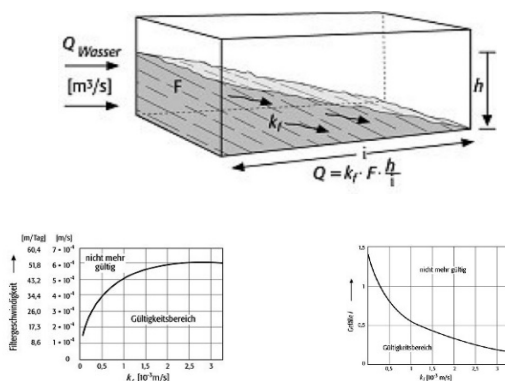 Q Wasser
[m³/s]
F
h
k_f
i
Q = k_f · F · h/i
[m/Tag] [m/s]
60,4 7 • 10⁻⁴
51,8 6 • 10⁻⁴
43,2 5 • 10⁻⁴
34,4 4 • 10⁻⁴
26,0 3 • 10⁻⁴
17,3 2 • 10⁻⁴
8,6 1 • 10⁻⁴
0
Filtergeschwindigkeit
nicht mehr
gültig
Gültigkeitsbereich
0 0,5 1 1,5 2 2,5 3
[10⁻³ m/s]
1,5
1
0,5
0
Gefälle i
nicht mehr gültig
Gültigkeitsbereich
0 0,5 1 1,5 2 2,5 3
[10⁻³ m/s]